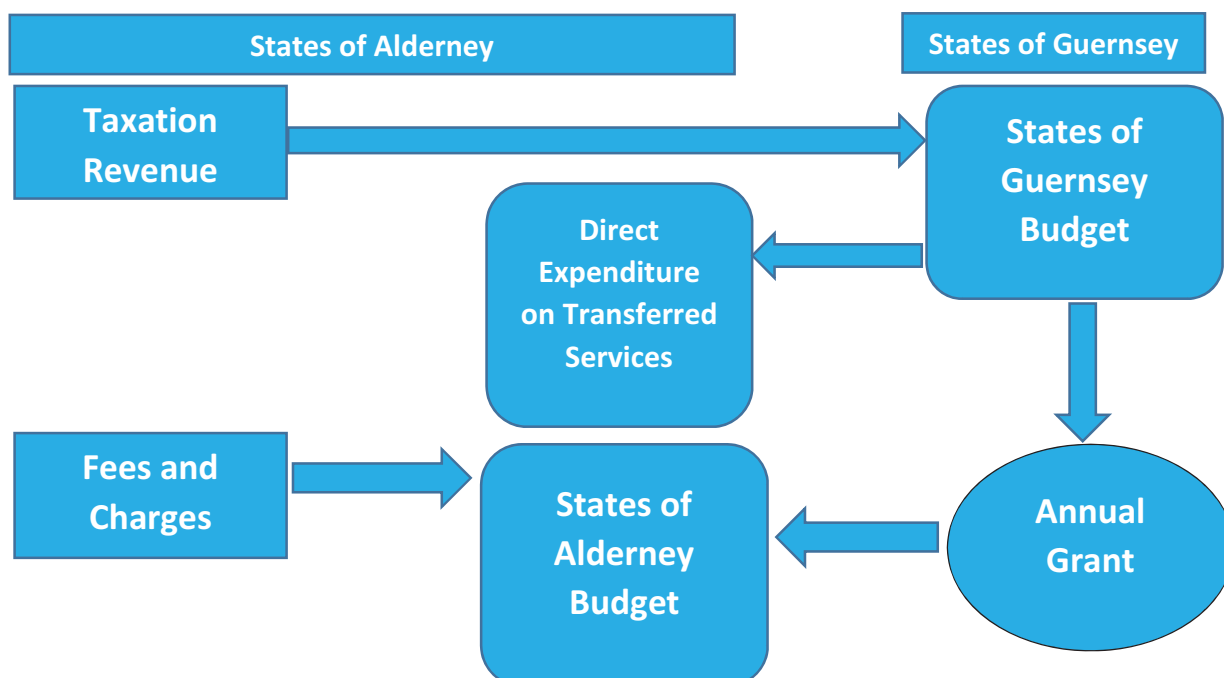 States of Alderney
States of Guernsey
Taxation
Revenue
States of
Guernsey
Budget
Direct
Expenditure
on Transferred
Services
Fees and
Charges
States of
Alderney
Budget
Annual
Grant